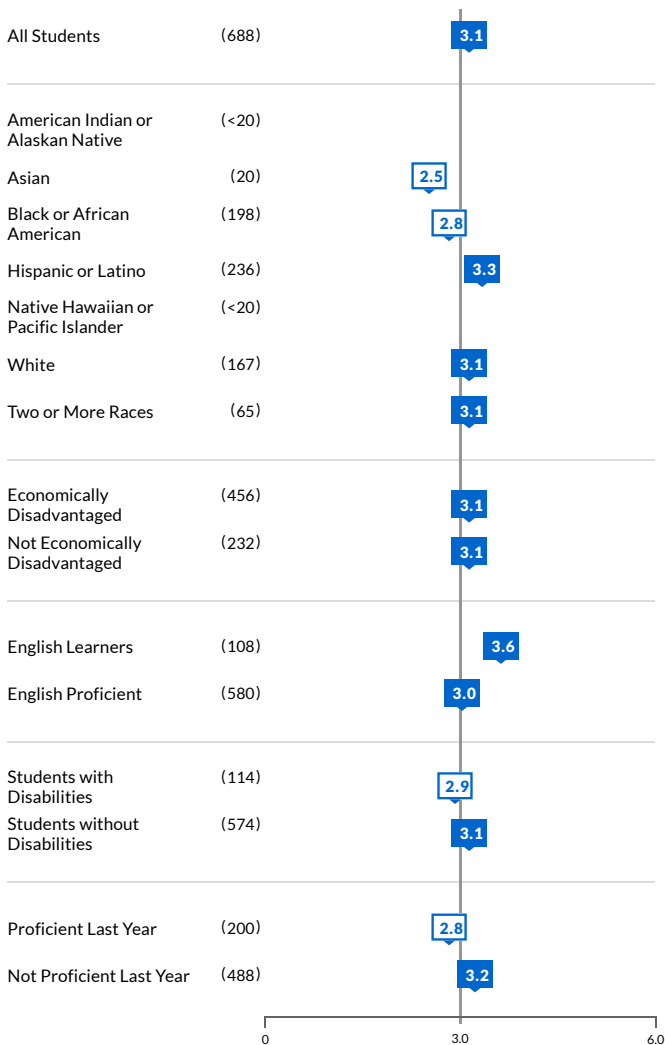 All Students (688) 3.1
American Indian or (<20)
Alaskan Native
Asian (20) 2.5
Black or African (198) 2.8
American
Hispanic or Latino (236) 3.3
Native Hawaiian or (<20)
Pacific Islander
White (167) 3.1
Two or More Races (65) 3.1
Economically (456) 3.1
Disadvantaged
Not Economically (232) 3.1
Disadvantaged
English Learners (108) 3.6
English Proficient (580) 3.0
Students with (114) 2.9
Disabilities
Students without (574) 3.1
Disabilities
Proficient Last Year (200) 2.8
Not Proficient Last Year (488) 3.2
0 3.0 6.0